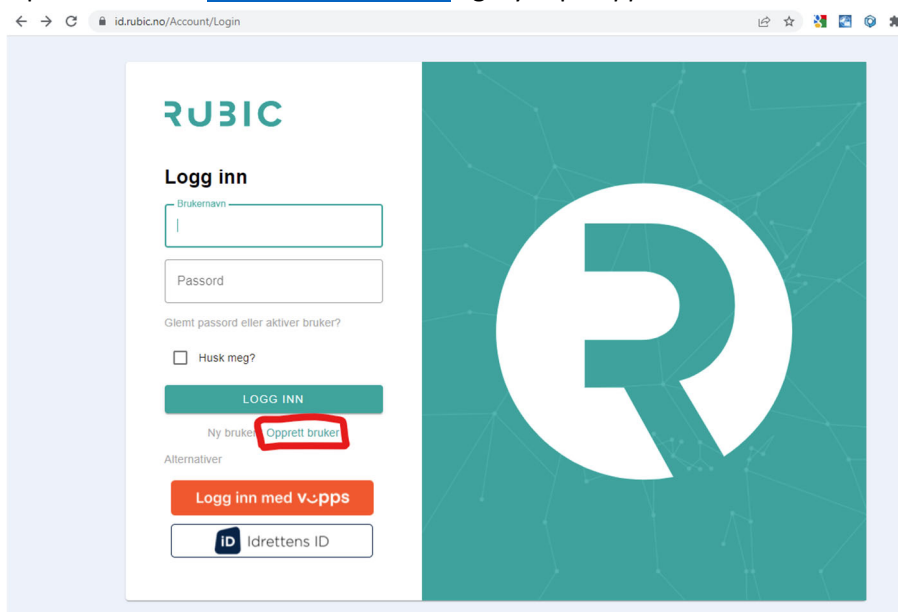 id.rubic.no/Account/Login
RUBIC
Logg inn
Brukernavn
Passord
Glemt passord eller aktiver bruker?
Husk meg?
LOGG INN
Ny bruker Opprett bruker
Alternativer
Logg inn med vipps
iD Idrettens ID